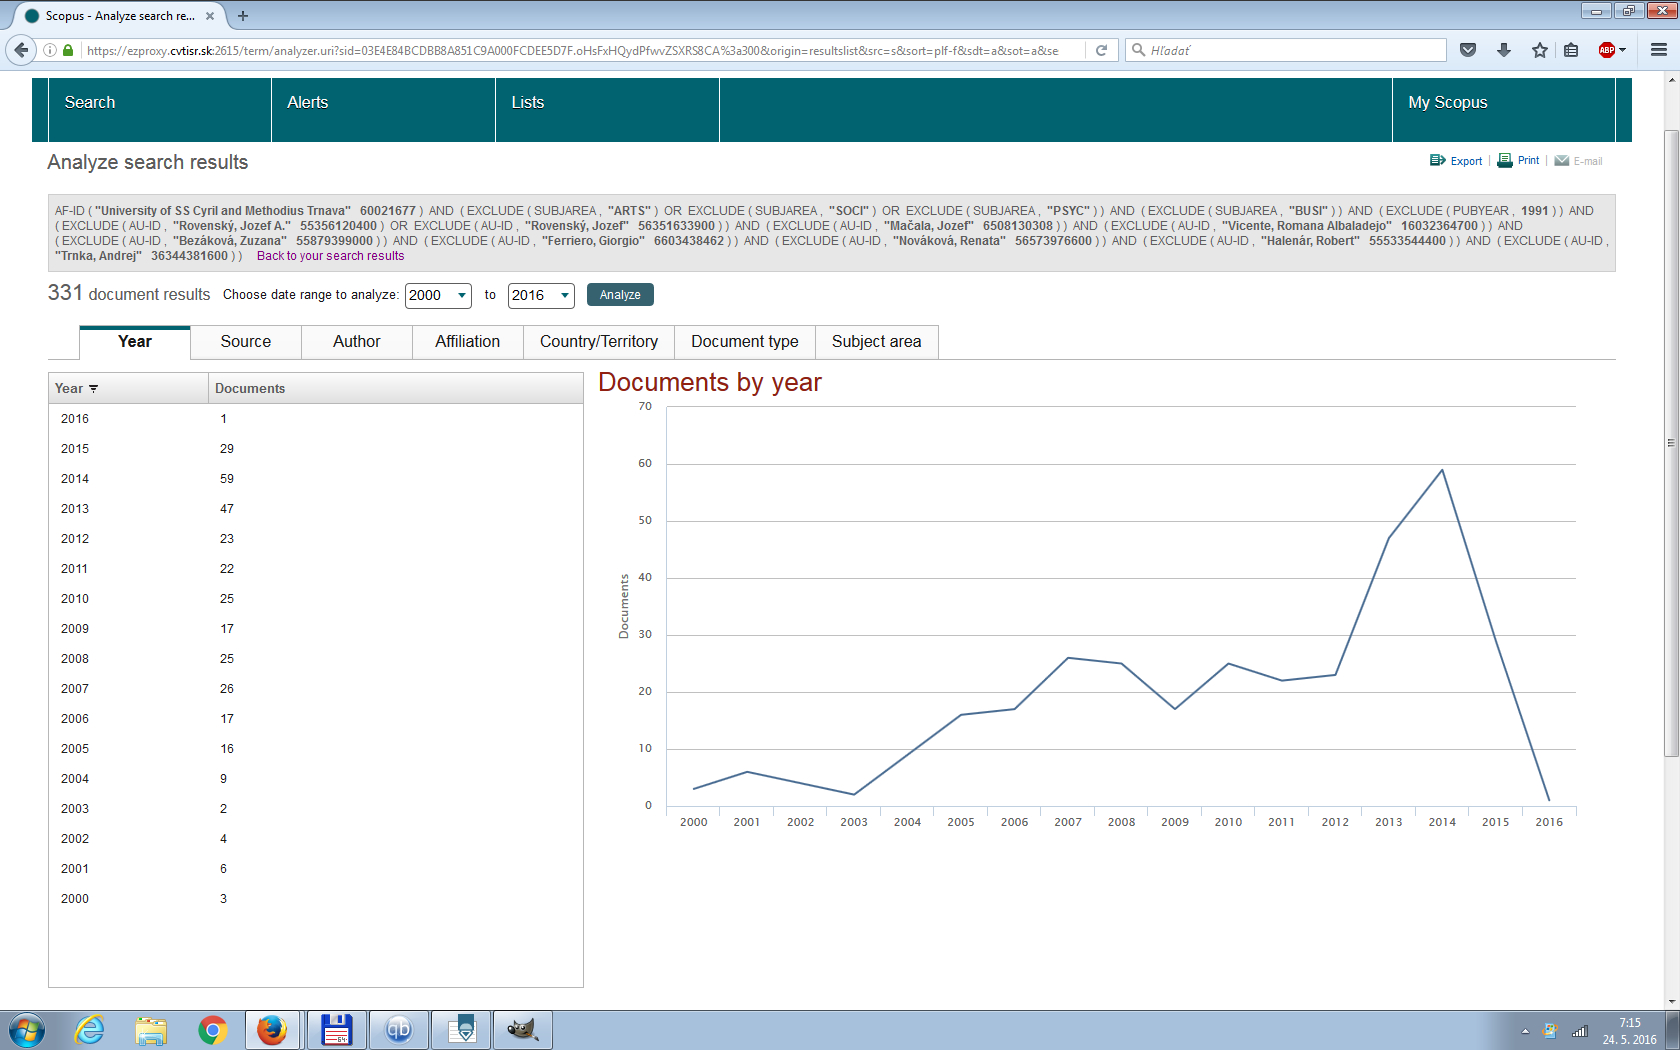 Scopus - Analyze search re...
https://ezproxy.cvtisr.sk:2615/term/analyzer.uri?sid=03E4E84BCDBB8A851C9A000FCDEE5D7F.oHsFxHQydPfwvZSXRS8CA%3a300&origin=resultslist&src=s&sort=plf-f&sdt=a&sot=a&se
Hľadať
ABP
Search Alerts Lists My Scopus
Analyze search results
Export | Print | E-mail
AF-ID ( "University of SS Cyril and Methodius Trnava" 60021677 ) AND ( EXCLUDE ( SUBJAREA , "ARTS" ) OR EXCLUDE ( SUBJAREA , "SOCI" ) OR EXCLUDE ( SUBJAREA , "PSYC" ) ) AND ( EXCLUDE ( SUBJAREA , "BUSI" ) ) AND ( EXCLUDE ( PUBYEAR , 1991 ) ) AND
( EXCLUDE ( AU-ID , "Rovenský, Jozef A." 55356120400 ) OR EXCLUDE ( AU-ID , "Rovenský, Jozef" 56351633900 ) ) AND ( EXCLUDE ( AU-ID , "Mačala, Jozef" 6508130308 ) ) AND ( EXCLUDE ( AU-ID , "Vicente, Romana Albaladejo" 16032364700 ) ) AND
( EXCLUDE ( AU-ID , "Bezáková, Zuzana" 55879399000 ) ) AND ( EXCLUDE ( AU-ID , "Ferriero, Giorgio" 6603438462 ) ) AND ( EXCLUDE ( AU-ID , "Nováková, Renata" 56573976600 ) ) AND ( EXCLUDE ( AU-ID , "Halenár, Robert" 55533544400 ) ) AND ( EXCLUDE ( AU-ID ,
"Trnka, Andrej" 36344381600 ) ) Back to your search results
331 document results Choose date range to analyze: 2000 to 2016 Analyze
Year Source Author Affiliation Country/Territory Document type Subject area
Year Documents
2016 1
2015 29
2014 59
2013 47
2012 23
2011 22
2010 25
2009 17
2008 25
2007 26
2006 17
2005 16
2004 9
2003 2
2002 4
2001 6
2000 3
Documents by year
70
60
50
40
30
20
10
0
Documents
2000 2001 2002 2003 2004 2005 2006 2007 2008 2009 2010 2011 2012 2013 2014 2015 2016
64
qb
7:15
24. 5. 2016